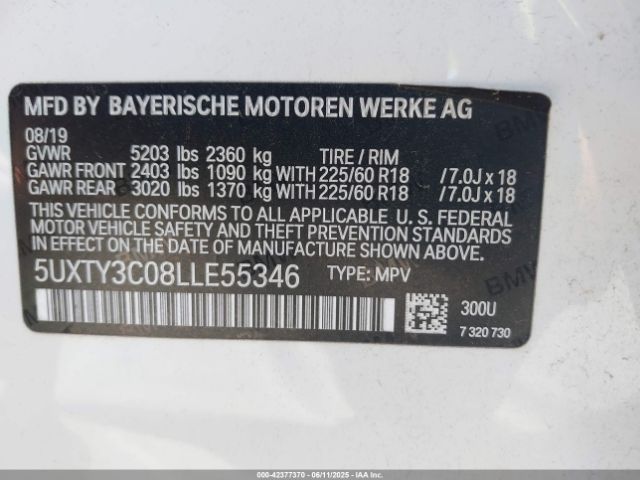 MFD BY BAYERISCHE MOTOREN WERKE AG
08/19
GVWR 5203 lbs 2360 kg TIRE / RIM
GAWR FRONT 2403 lbs 1090 kg WITH 225/60 R18 /7.0J x 18
GAWR REAR 3020 lbs 1370 kg WITH 225/60 R18 /7.0J x 18
THIS VEHICLE CONFORMS TO ALL APPLICABLE U. S. FEDERAL
MOTOR VEHICLE SAFETY AND THEFT PREVENTION STANDARDS
IN EFFECT ON THE DATE OF MANUFACTURE SHOWN ABOVE.
5UXTY3C08LLE55346 TYPE: MPV
300U
7 320 730
000-42377370 - 06/11/2025 - IAAI.COM